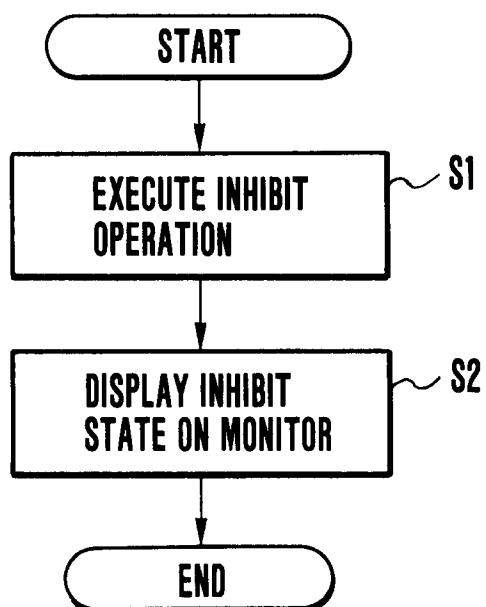 START
EXECUTE INHIBIT
OPERATION
S1
DISPLAY INHIBIT
STATE ON MONITOR
S2
END